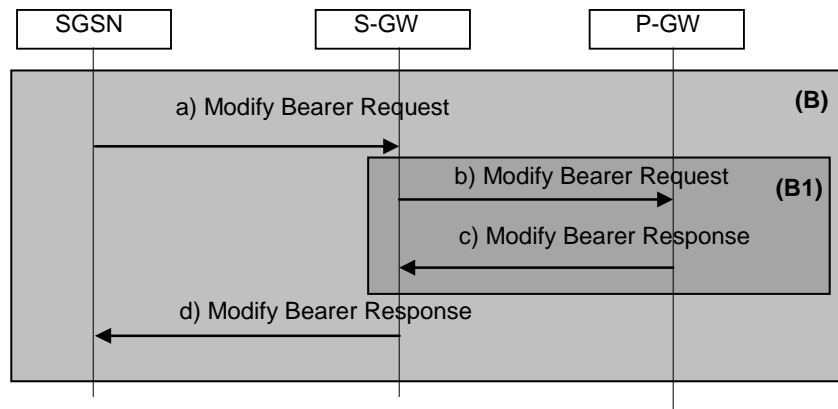 SGSN
S-GW
P-GW
(B)
a) Modify Bearer Request
b) Modify Bearer Request
(B1)
c) Modify Bearer Response
d) Modify Bearer Response